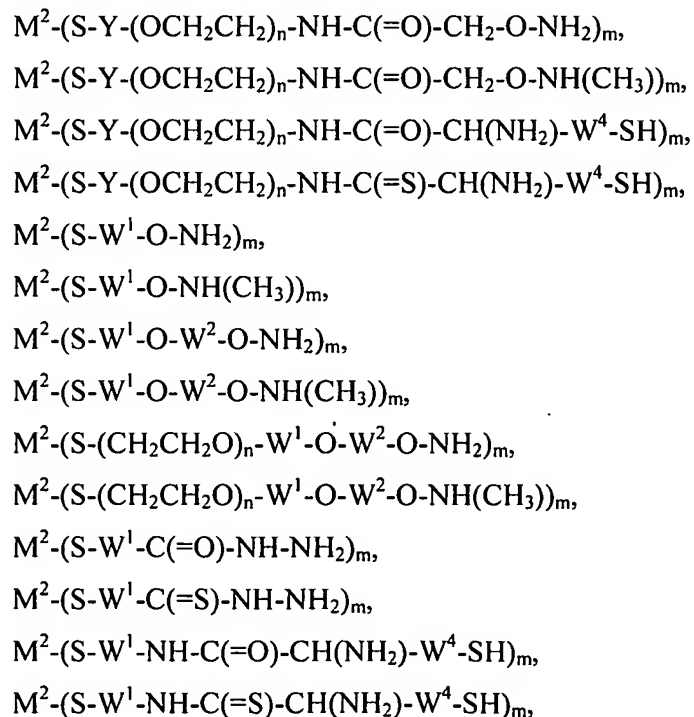 M²-(S-Y-(OCH₂CH₂)ₙ-NH-C(=O)-CH₂-O-NH₂)ₘ,
M²-(S-Y-(OCH₂CH₂)ₙ-NH-C(=O)-CH₂-O-NH(CH₃))ₘ,
M²-(S-Y-(OCH₂CH₂)ₙ-NH-C(=O)-CH(NH₂)-W⁴-SH)ₘ,
M²-(S-Y-(OCH₂CH₂)ₙ-NH-C(=S)-CH(NH₂)-W⁴-SH)ₘ,
M²-(S-W¹-O-NH₂)ₘ,
M²-(S-W¹-O-NH(CH₃))ₘ,
M²-(S-W¹-O-W²-O-NH₂)ₘ,
M²-(S-W¹-O-W²-O-NH(CH₃))ₘ,
M²-(S-(CH₂CH₂O)ₙ-W¹-O-W²-O-NH₂)ₘ,
M²-(S-(CH₂CH₂O)ₙ-W¹-O-W²-O-NH(CH₃))ₘ,
M²-(S-W¹-C(=O)-NH-NH₂)ₘ,
M²-(S-W¹-C(=S)-NH-NH₂)ₘ,
M²-(S-W¹-NH-C(=O)-CH(NH₂)-W⁴-SH)ₘ,
M²-(S-W¹-NH-C(=S)-CH(NH₂)-W⁴-SH)ₘ,